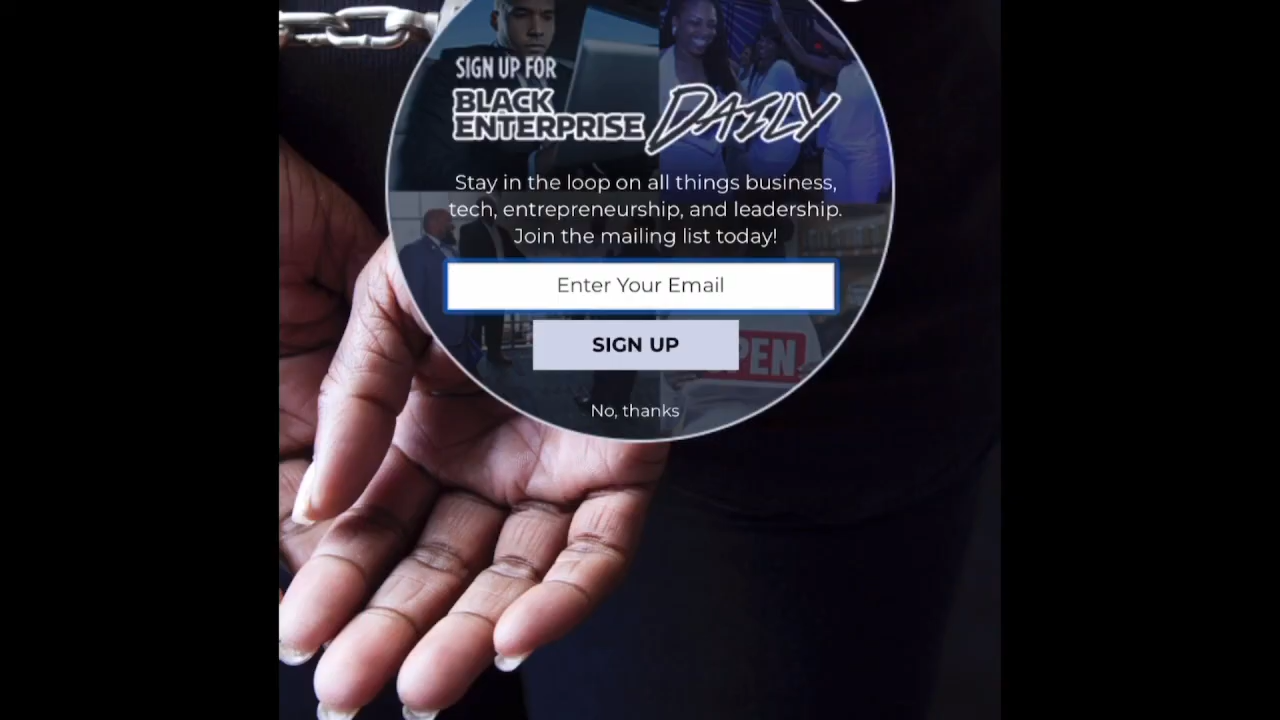 SIGN UP FOR
BLACK
ENTERPRISE DAILY
Stay in the loop on all things business,
tech, entrepreneurship, and leadership.
Join the mailing list today!
Enter Your Email
SIGN UP
OPEN
No, thanks